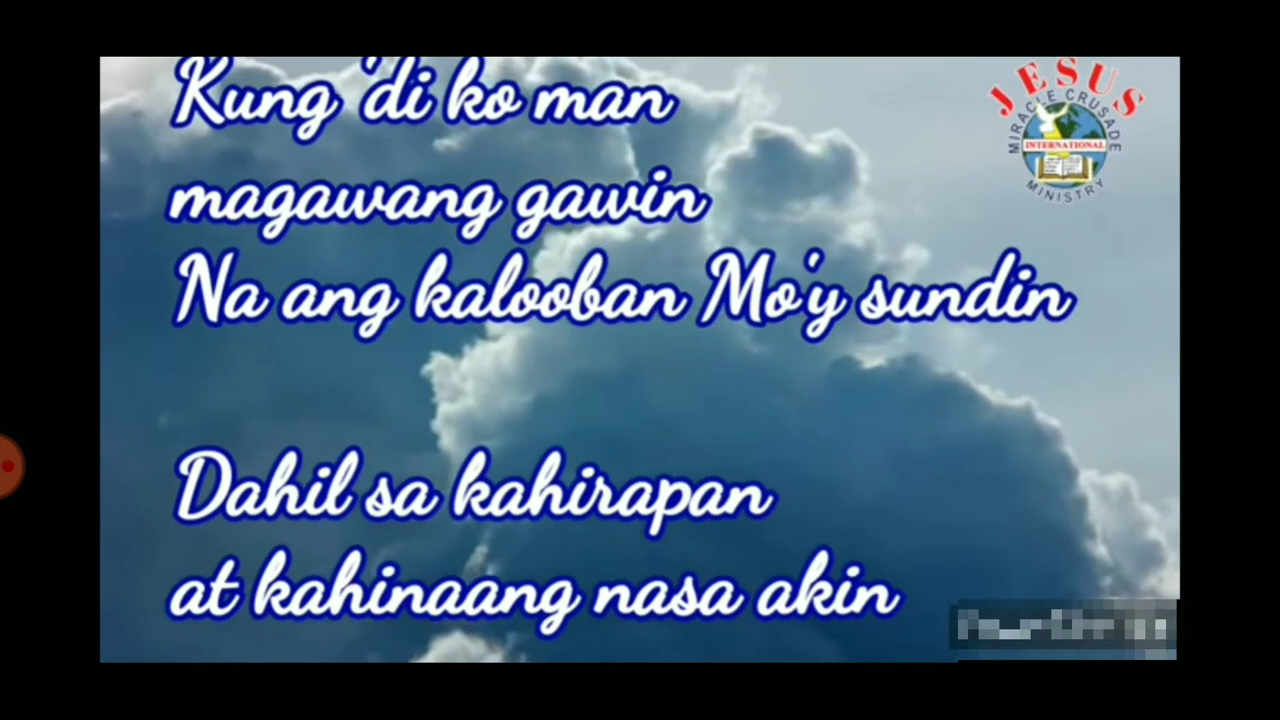 Kung 'di ko man
magawang gawin
Na ang kalooban Mo'y sundin
Dahil sa kahirapan
at kahinaang nasa akin
JESUS
MIRACLE CRUSADE
INTERNATIONAL
MINISTRY